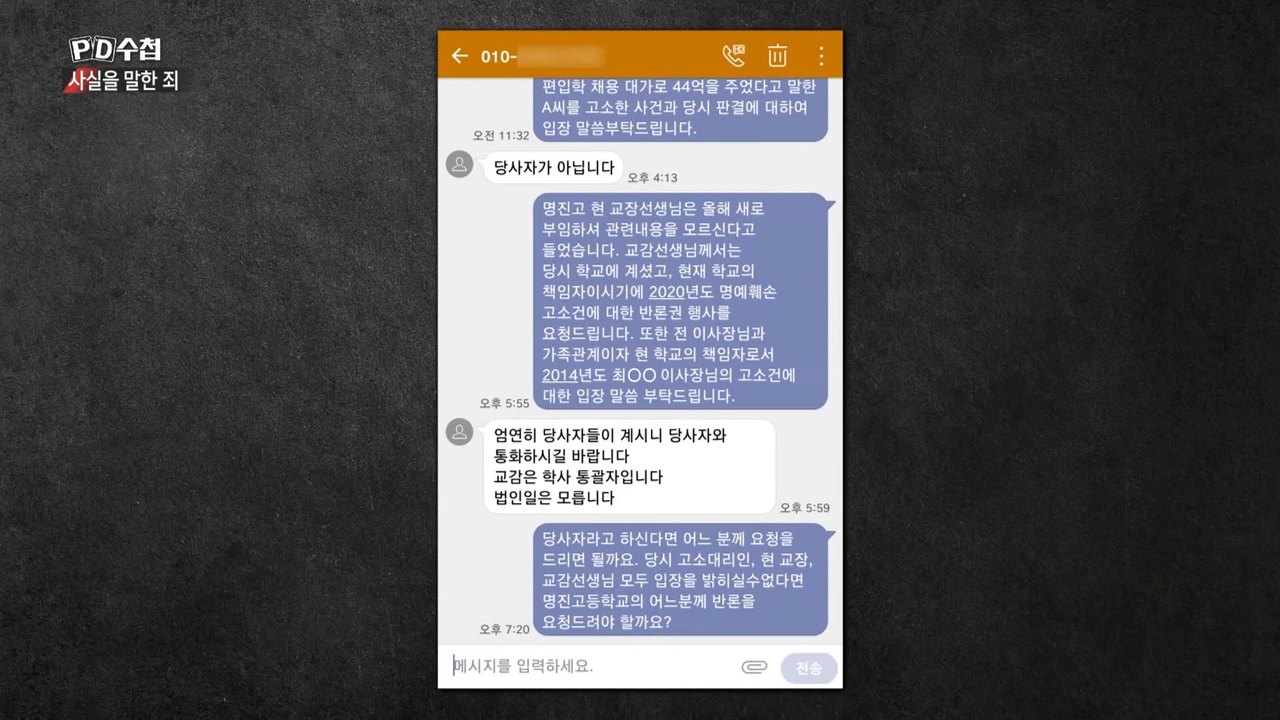 PD수첩
사실을 말한 죄
010-
편입학 채용 대가로 44억을 주었다고 말한
A씨를 고소한 사건과 당시 판결에 대하여
입장 말씀부탁드립니다.
오전 11:32
당사자가 아닙니다
오후 4:13
명진고 현 교장선생님은 올해 새로
부임하셔 관련내용을 모르신다고
들었습니다. 교감선생님께서는
당시 학교에 계셨고, 현재 학교의
책임자이시기에 2020년도 명예훼손
고소건에 대한 반론권 행사를
요청드립니다. 또한 전 이사장님과
가족관계이자 현 학교의 책임자로서
2014년도 최〇〇 이사장님의 고소건에
대한 입장 말씀 부탁드립니다.
오후 5:55
엄연히 당사자들이 계시니 당사자와
통화하시길 바랍니다
교감은 학사 통괄자입니다
법인일은 모릅니다
오후 5:59
당사자라고 하신다면 어느 분께 요청을
드리면 될까요. 당시 고소대리인, 현 교장,
교감선생님 모두 입장을 밝히실수없다면
명진고등학교의 어느분께 반론을
요청드려야 할까요?
오후 7:20
메시지를 입력하세요.
전송